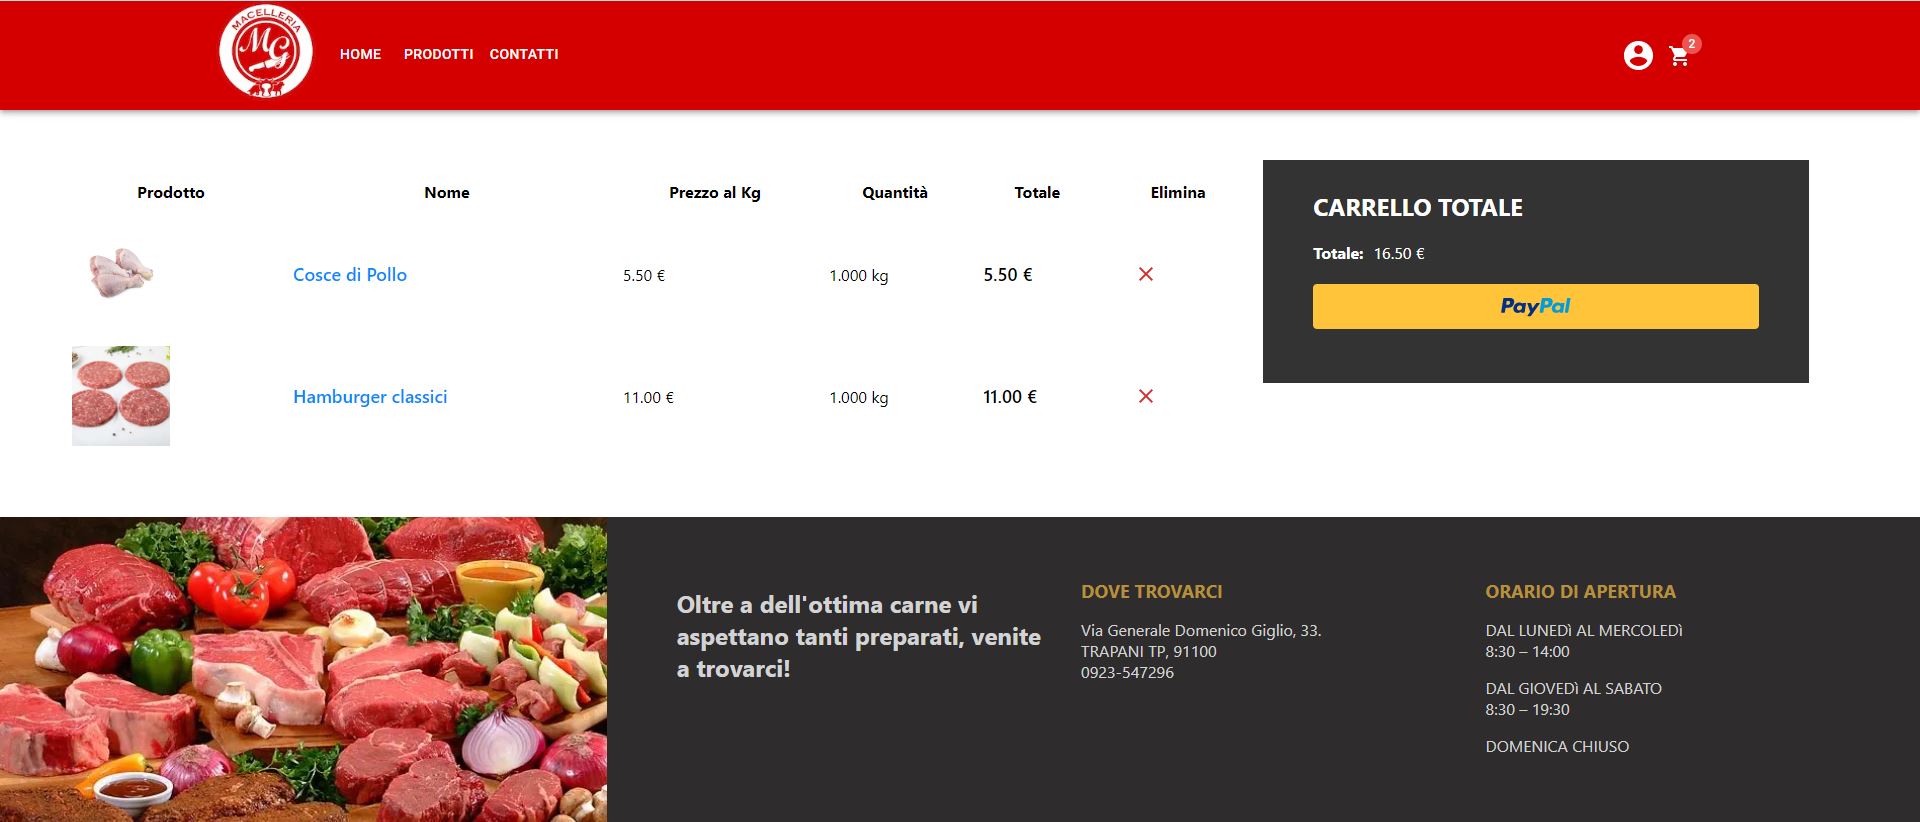 MACELLERIA
MG
HOME PRODOTTI CONTATTI
2
Prodotto Nome Prezzo al Kg Quantità Totale Elimina
Cosce di Pollo 5.50 € 1.000 kg 5.50 €
Hamburger classici 11.00 € 1.000 kg 11.00 €
CARRELLO TOTALE
Totale: 16.50 €
PayPal
Oltre a dell'ottima carne vi
aspettano tanti preparati, venite
a trovarci!
DOVE TROVARCI
Via Generale Domenico Giglio, 33.
TRAPANI TP, 91100
0923-547296
ORARIO DI APERTURA
DAL LUNEDì AL MERCOLEDì
8:30 – 14:00
DAL GIOVEDì AL SABATO
8:30 – 19:30
DOMENICA CHIUSO